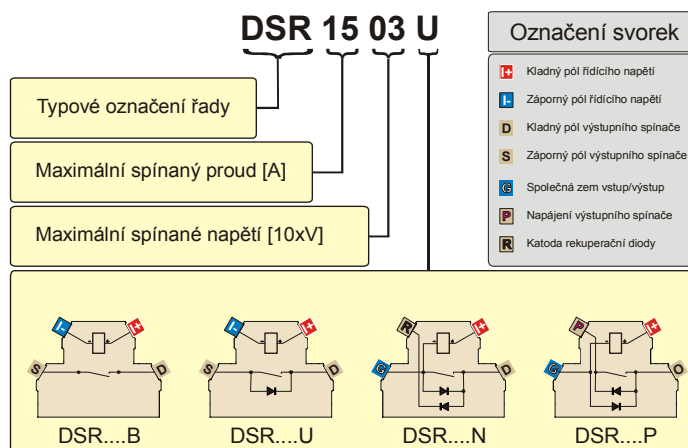 DSR 15 03 U
Typové označení řady
Maximální spínaný proud [A]
Maximální spínané napětí [10xV]
Označení svorek
I+ Kladný pól řídícího napětí
I- Záporný pól řídícího napětí
D Kladný pól výstupního spínače
S Záporný pól výstupního spínače
G Společná zem vstup/výstup
P Napájení výstupního spínače
R Katoda rekuperační diody
I- I+
S D
DSR....B
I- I+
S D
DSR....U
R I+
G D
DSR....N
P I+
G O
DSR....P